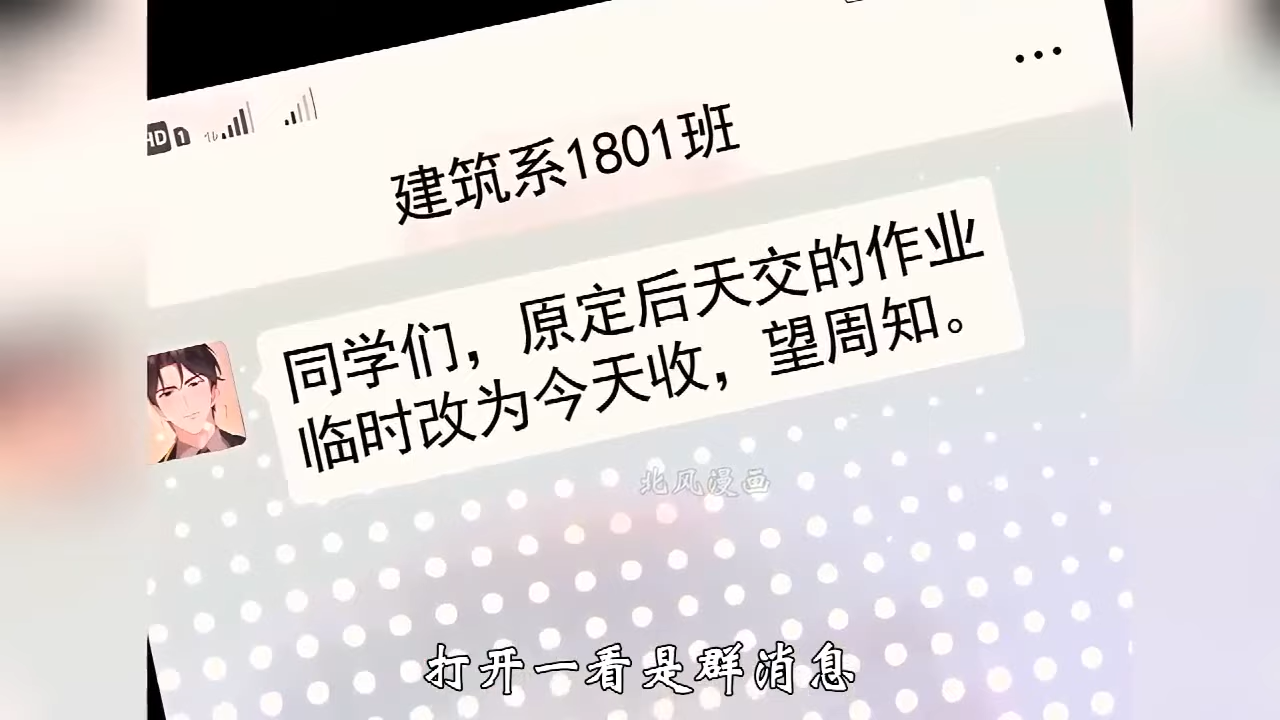 HD 1
...
建筑系1801班
同学们，原定后天交的作业
临时改为今天收，望周知。
北风漫画
打开一看是群消息